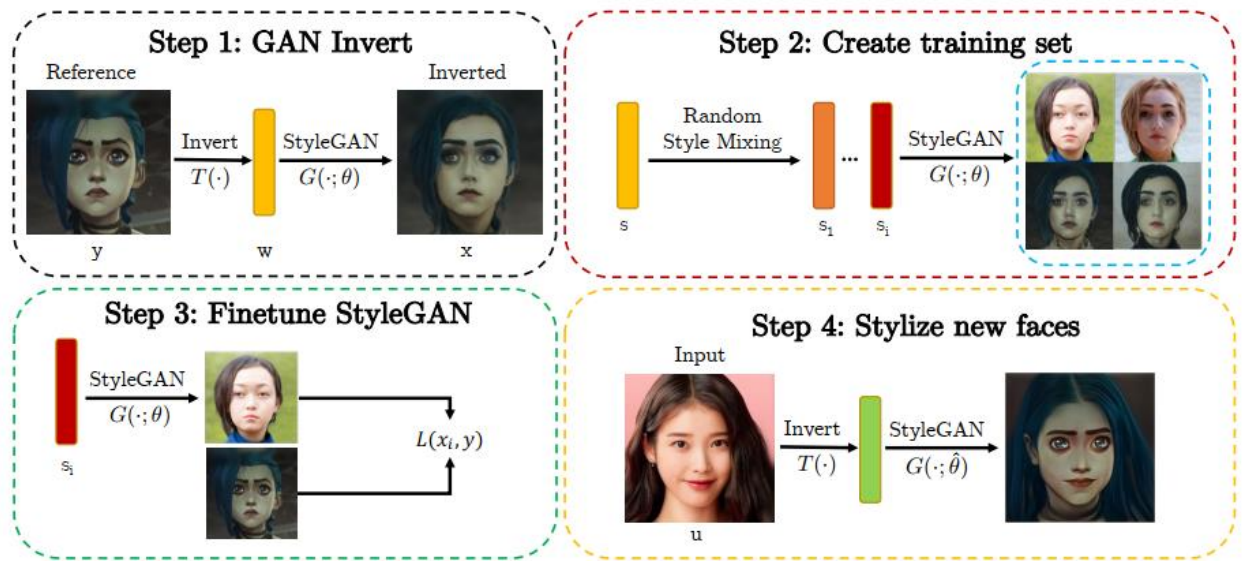 Step 1: GAN Invert
Reference
Inverted
Invert
T(·)
StyleGAN
G(·;θ)
y
w
x
Step 2: Create training set
Random
Style Mixing
...
StyleGAN
G(·;θ)
s
s₁
sᵢ
Step 3: Finetune StyleGAN
StyleGAN
G(·;θ)
sᵢ
L(xᵢ, y)
Step 4: Stylize new faces
Input
Invert
T(·)
StyleGAN
G(·;θ̂)
u